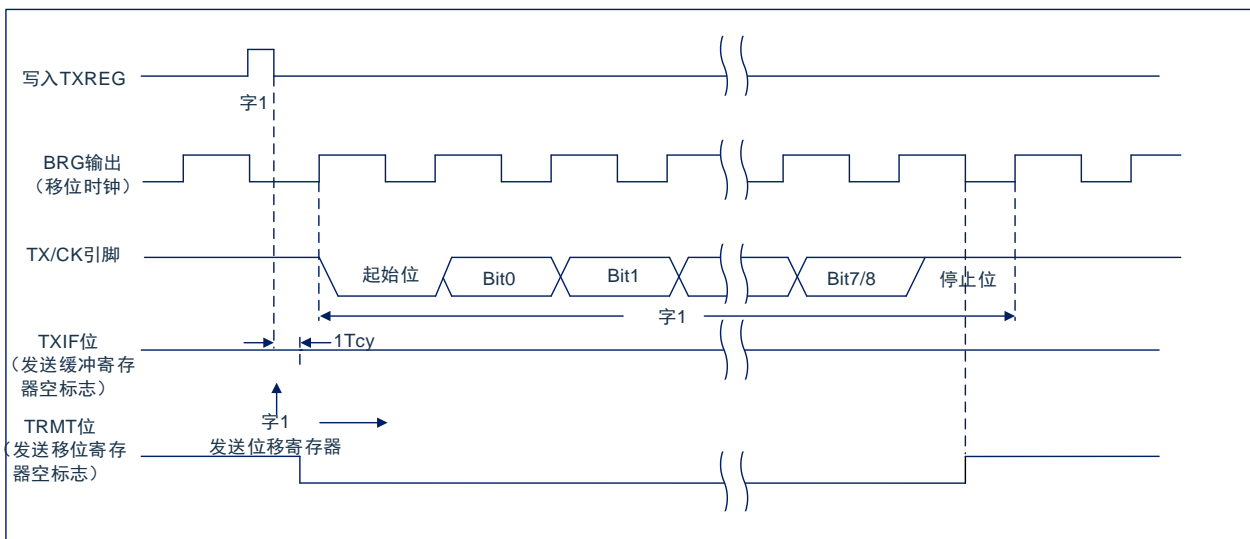 写入TXREG
字1
BRG输出
（移位时钟）
TX/CK引脚
起始位
Bit0
Bit1
Bit7/8
停止位
字1
TXIF位
（发送缓冲寄存
器空标志）
1Tcy
字1
发送位移寄存器
TRMT位
（发送移位寄存
器空标志）